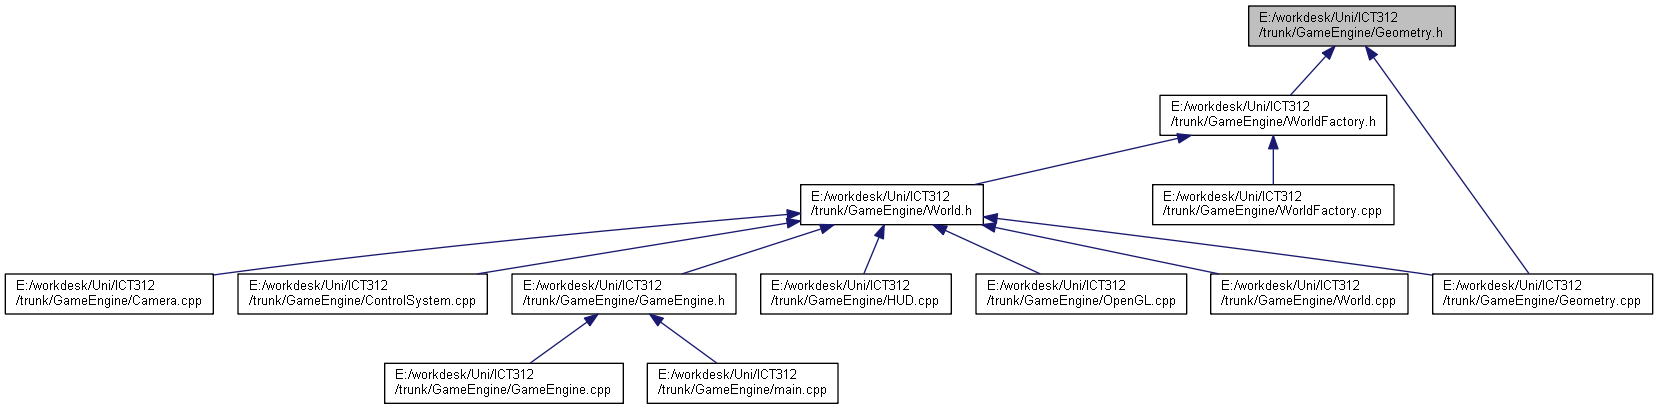 E:/workdesk/Uni/ICT312
/trunk/GameEngine/Geometry.h
E:/workdesk/Uni/ICT312
/trunk/GameEngine/WorldFactory.h
E:/workdesk/Uni/ICT312
/trunk/GameEngine/World.h
E:/workdesk/Uni/ICT312
/trunk/GameEngine/WorldFactory.cpp
E:/workdesk/Uni/ICT312
/trunk/GameEngine/Camera.cpp
E:/workdesk/Uni/ICT312
/trunk/GameEngine/ControlSystem.cpp
E:/workdesk/Uni/ICT312
/trunk/GameEngine/GameEngine.h
E:/workdesk/Uni/ICT312
/trunk/GameEngine/HUD.cpp
E:/workdesk/Uni/ICT312
/trunk/GameEngine/OpenGL.cpp
E:/workdesk/Uni/ICT312
/trunk/GameEngine/World.cpp
E:/workdesk/Uni/ICT312
/trunk/GameEngine/Geometry.cpp
E:/workdesk/Uni/ICT312
/trunk/GameEngine/GameEngine.cpp
E:/workdesk/Uni/ICT312
/trunk/GameEngine/main.cpp